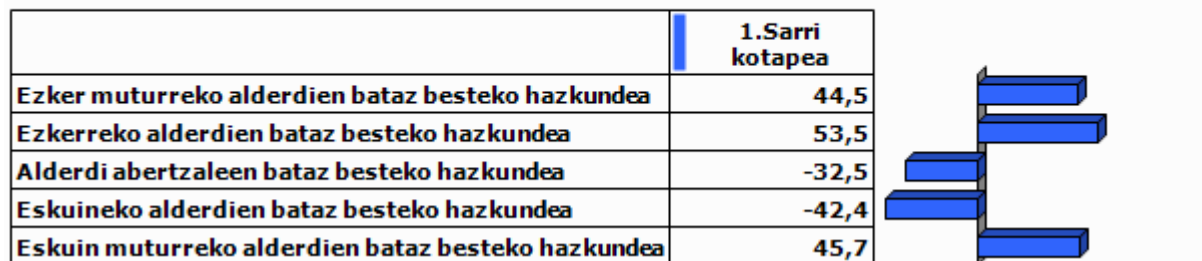 1.Sarri
kotapea
Ezker muturreko alderdien bataz besteko hazkundea 44,5
Ezkerreko alderdien bataz besteko hazkundea 53,5
Alderdi abertzaleen bataz besteko hazkundea -32,5
Eskuineko alderdien bataz besteko hazkundea -42,4
Eskuin muturreko alderdien bataz besteko hazkundea 45,7